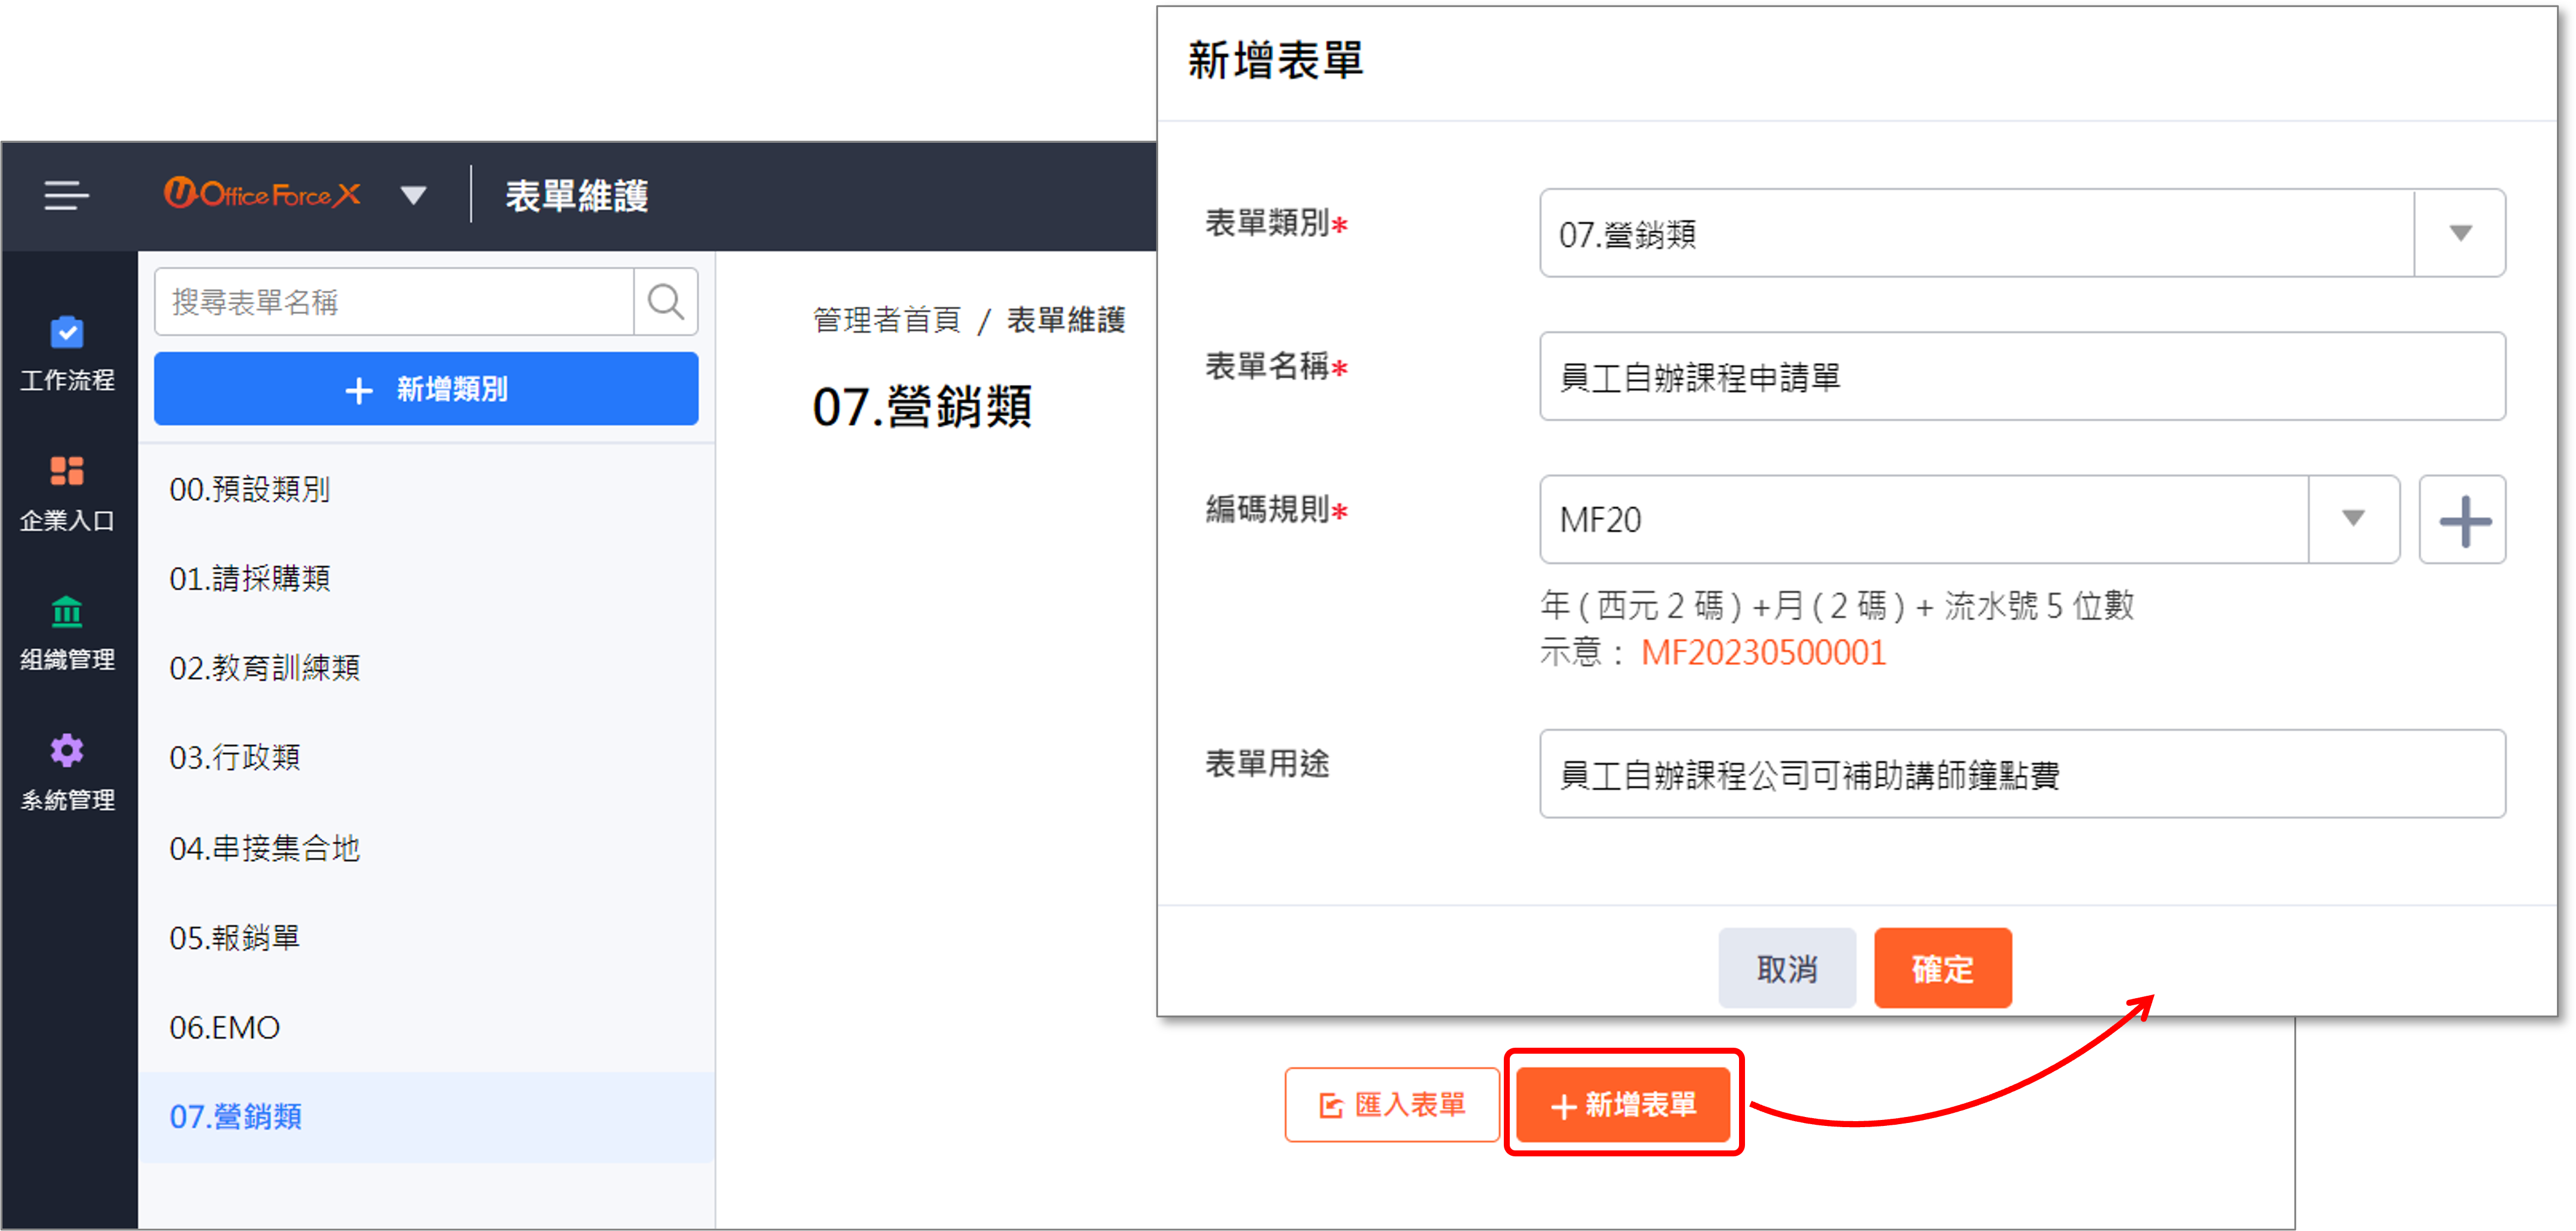 UOffice Force X
表單維護
工作流程
企業入口
組織管理
系統管理
搜尋表單名稱
新增類別
00.預設類別
01.請採購類
02.教育訓練類
03.行政類
04.串接集合地
05.報銷單
06.EMO
07.營銷類
管理者首頁 / 表單維護
07.營銷類
匯入表單
新增表單
新增表單
表單類別*
07.營銷類
表單名稱*
員工自辦課程申請單
編碼規則*
MF20
年 ( 西元 2 碼 ) +月 ( 2 碼 ) + 流水號 5 位數
示意： MF20230500001
表單用途
員工自辦課程公司可補助講師鐘點費
取消
確定